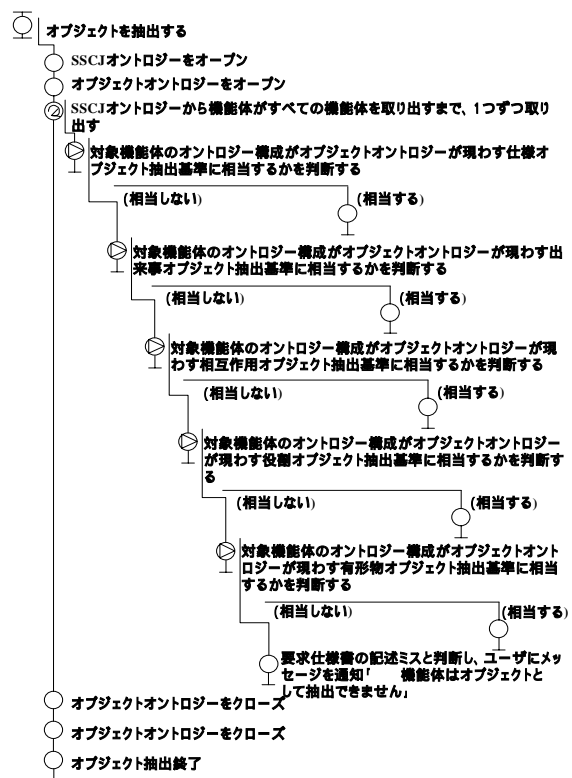 オブジェクトを抽出する
SSCJオントロジーをオープン
オブジェクトオントロジーをオープン
SSCJオントロジーから機能体がすべての機能体を取り出すまで、1つずつ取り
出す
対象機能体のオントロジー構成がオブジェクトオントロジーが現わす仕様オ
ブジェクト抽出基準に相当するかを判断する
(相当しない)
(相当する)
対象機能体のオントロジー構成がオブジェクトオントロジーが現わす出
来事オブジェクト抽出基準に相当するかを判断する
(相当しない)
(相当する)
対象機能体のオントロジー構成がオブジェクトオントロジーが現
わす相互作用オブジェクト抽出基準に相当するかを判断する
(相当しない)
(相当する)
対象機能体のオントロジー構成がオブジェクトオントロジー
が現わす役割オブジェクト抽出基準に相当するかを判断す
る
(相当しない)
(相当する)
対象機能体のオントロジー構成がオブジェクトオント
ロジーが現わす有形物オブジェクト抽出基準に相当
するかを判断する
(相当しない)
(相当する)
要求仕様書の記述ミスと判断し、ユーザにメッ
セージを通知「　　機能体はオブジェクトと
して抽出できません」
オブジェクトオントロジーをクローズ
オブジェクトオントロジーをクローズ
オブジェクト抽出終了